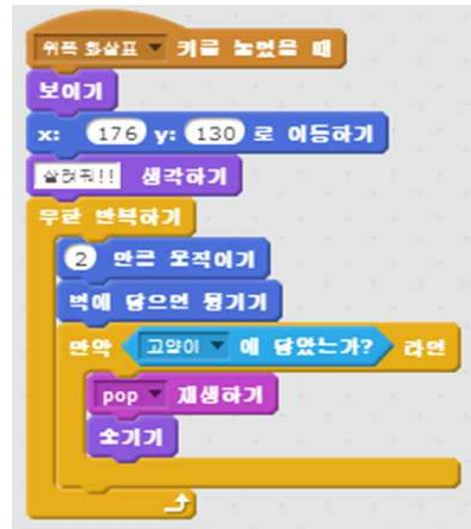 위쪽 화살표 키를 눌렀을 때
보이기
x: 176 y: 130 로 이동하기
살려줘!! 생각하기
무한 반복하기
2 만큼 움직이기
벽에 닿으면 튕기기
만약 고양이 에 닿았는가? 라면
pop 재생하기
숨기기